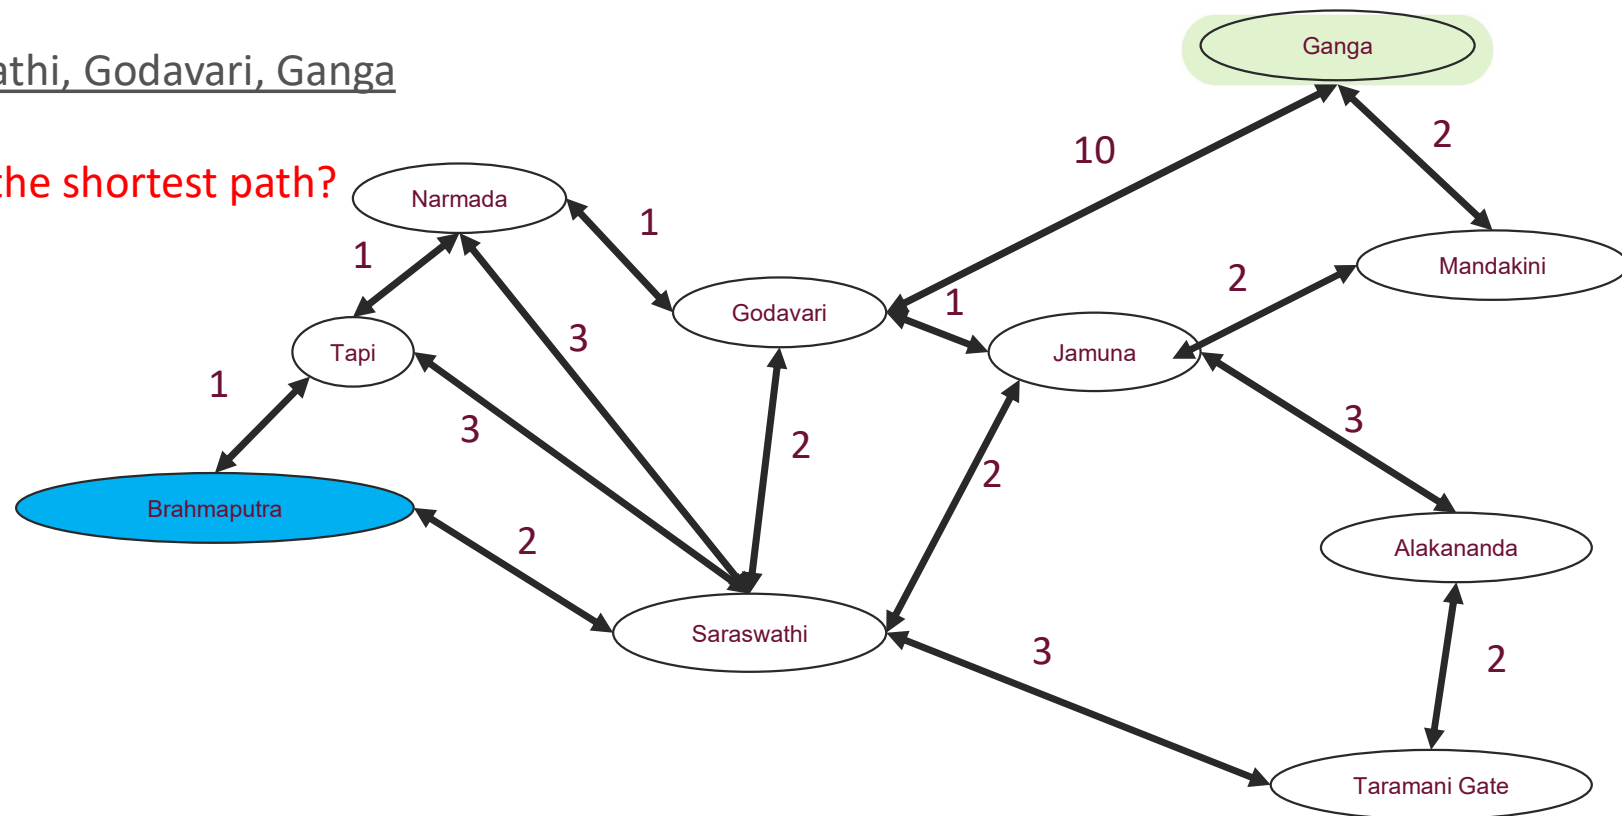 Ganga
athi, Godavari, Ganga
2
10
the shortest path?
Narmada
1
1
Mandakini
2
1
Godavari
3
Tapi
Jamuna
1
3
3
2
2
Brahmaputra
2
Alakananda
Saraswathi
3
2
Taramani Gate